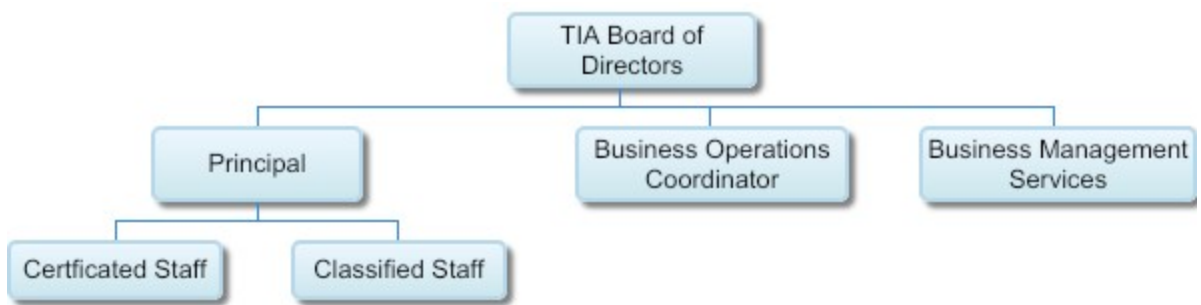 TIA Board of
Directors
Principal
Business Operations
Coordinator
Business Management
Services
Certficated Staff
Classified Staff